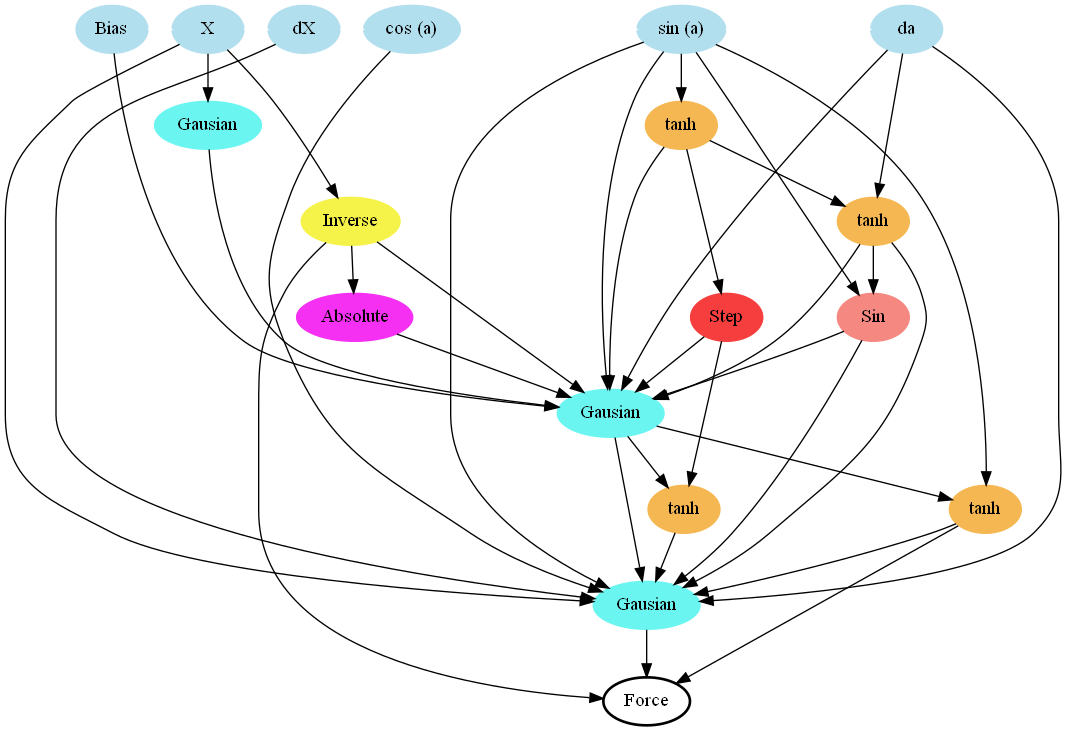 Bias
X
dX
cos (a)
sin (a)
da
Gausian
tanh
Inverse
tanh
Absolute
Step
Sin
Gausian
tanh
tanh
Gausian
Force